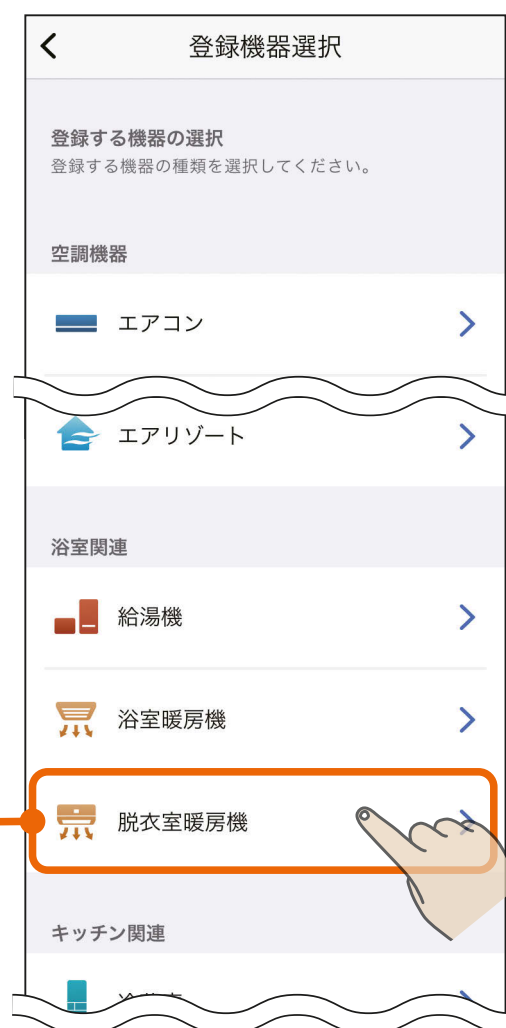 登録機器選択
登録する機器の選択
登録する機器の種類を選択してください。
空調機器
エアコン
エアリゾート
浴室関連
給湯機
浴室暖房機
脱衣室暖房機
キッチン関連